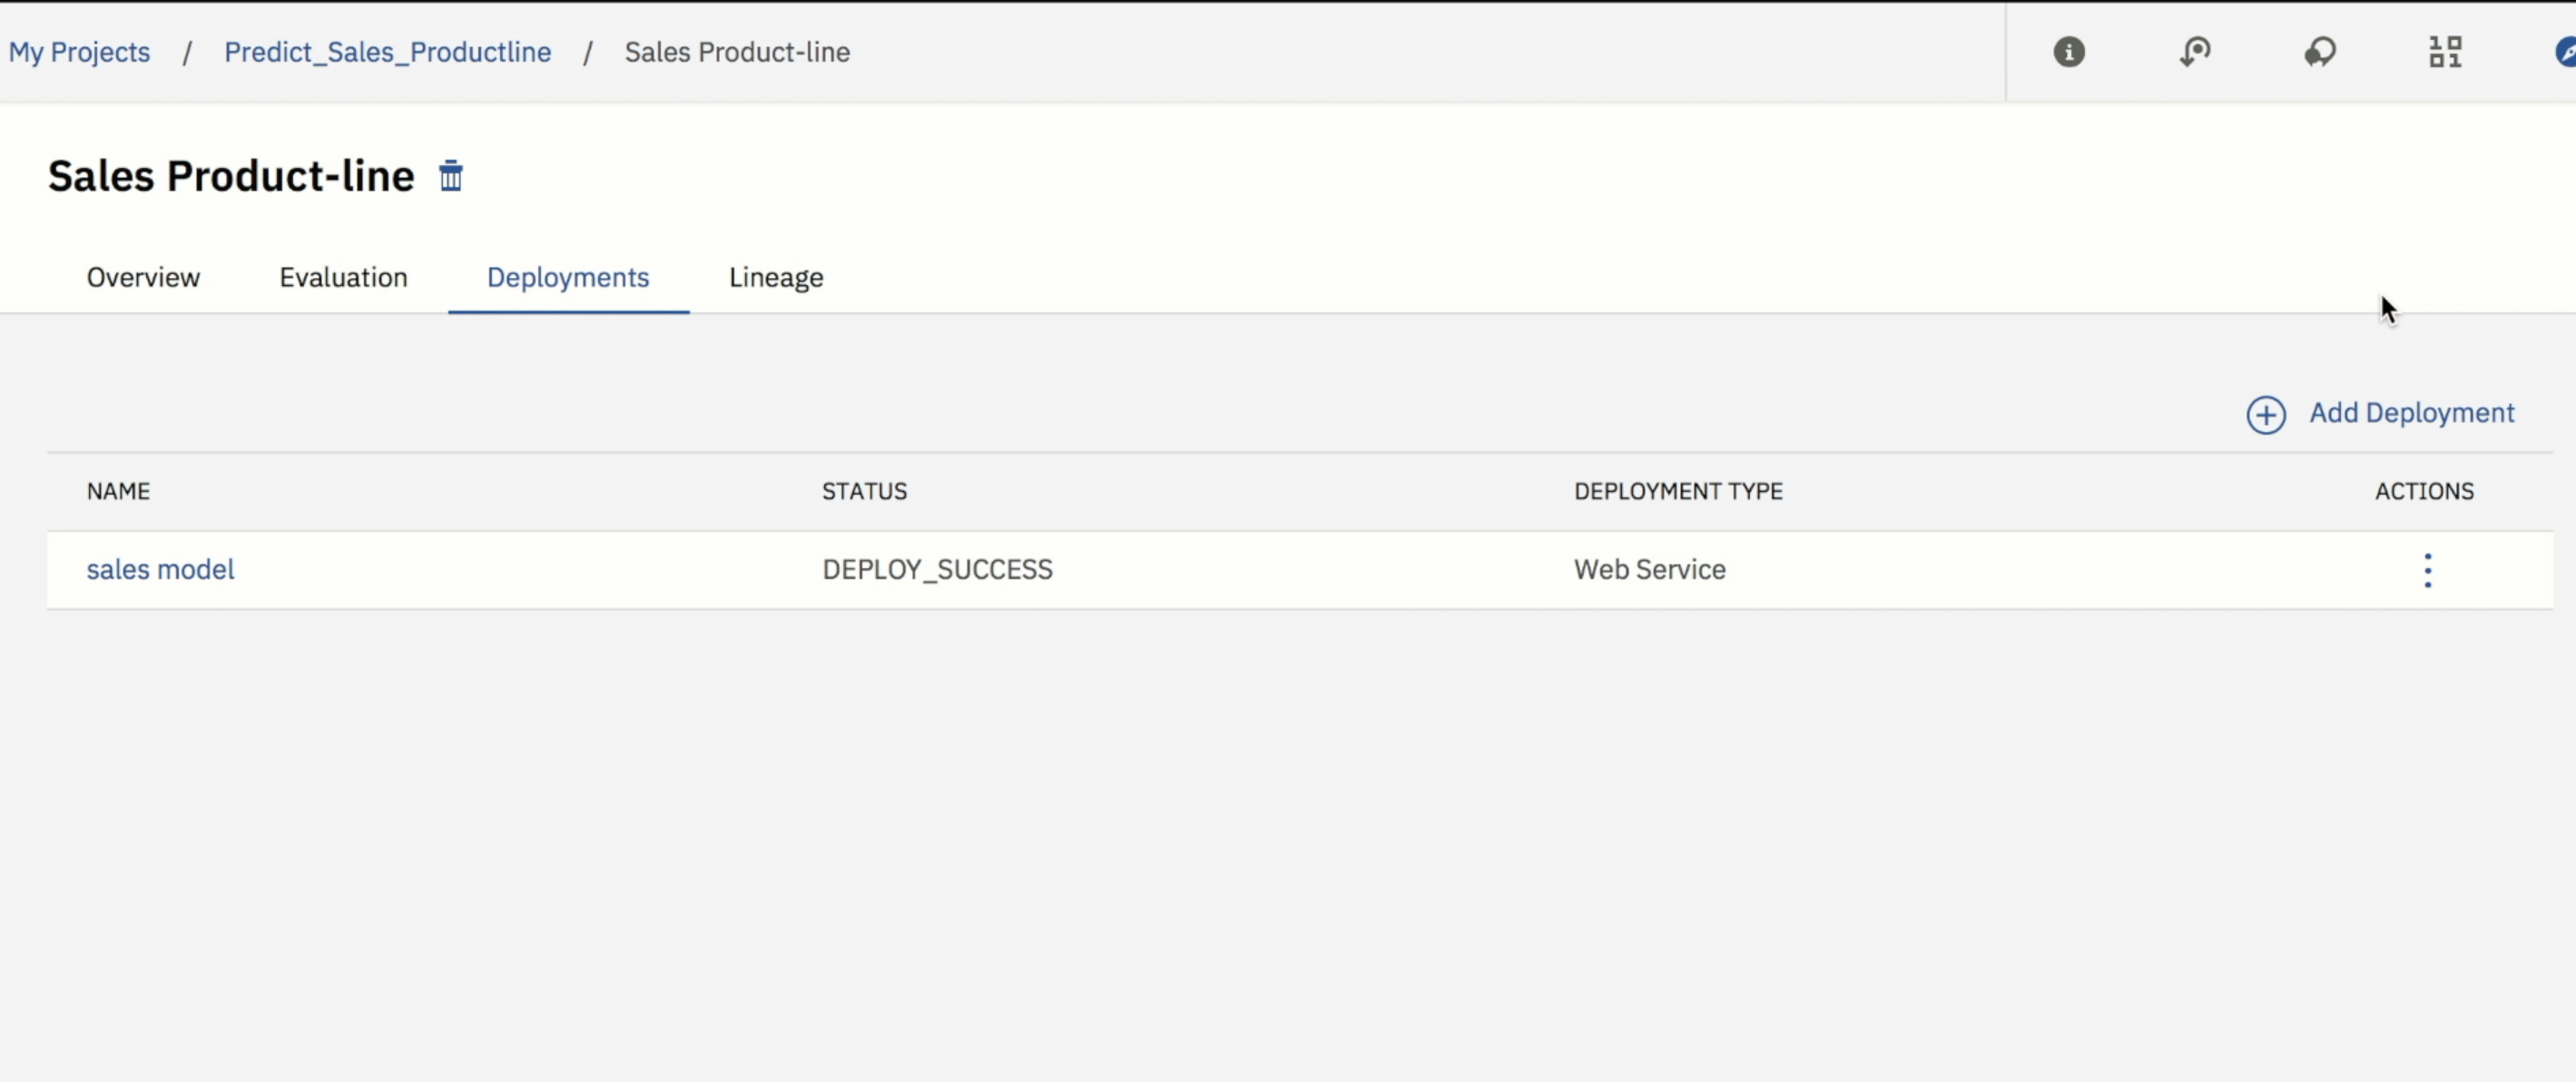 My Projects / Predict_Sales_Productline / Sales Product-line
Sales Product-line
Overview Evaluation Deployments Lineage
Add Deployment
NAME STATUS DEPLOYMENT TYPE ACTIONS
sales model DEPLOY_SUCCESS Web Service